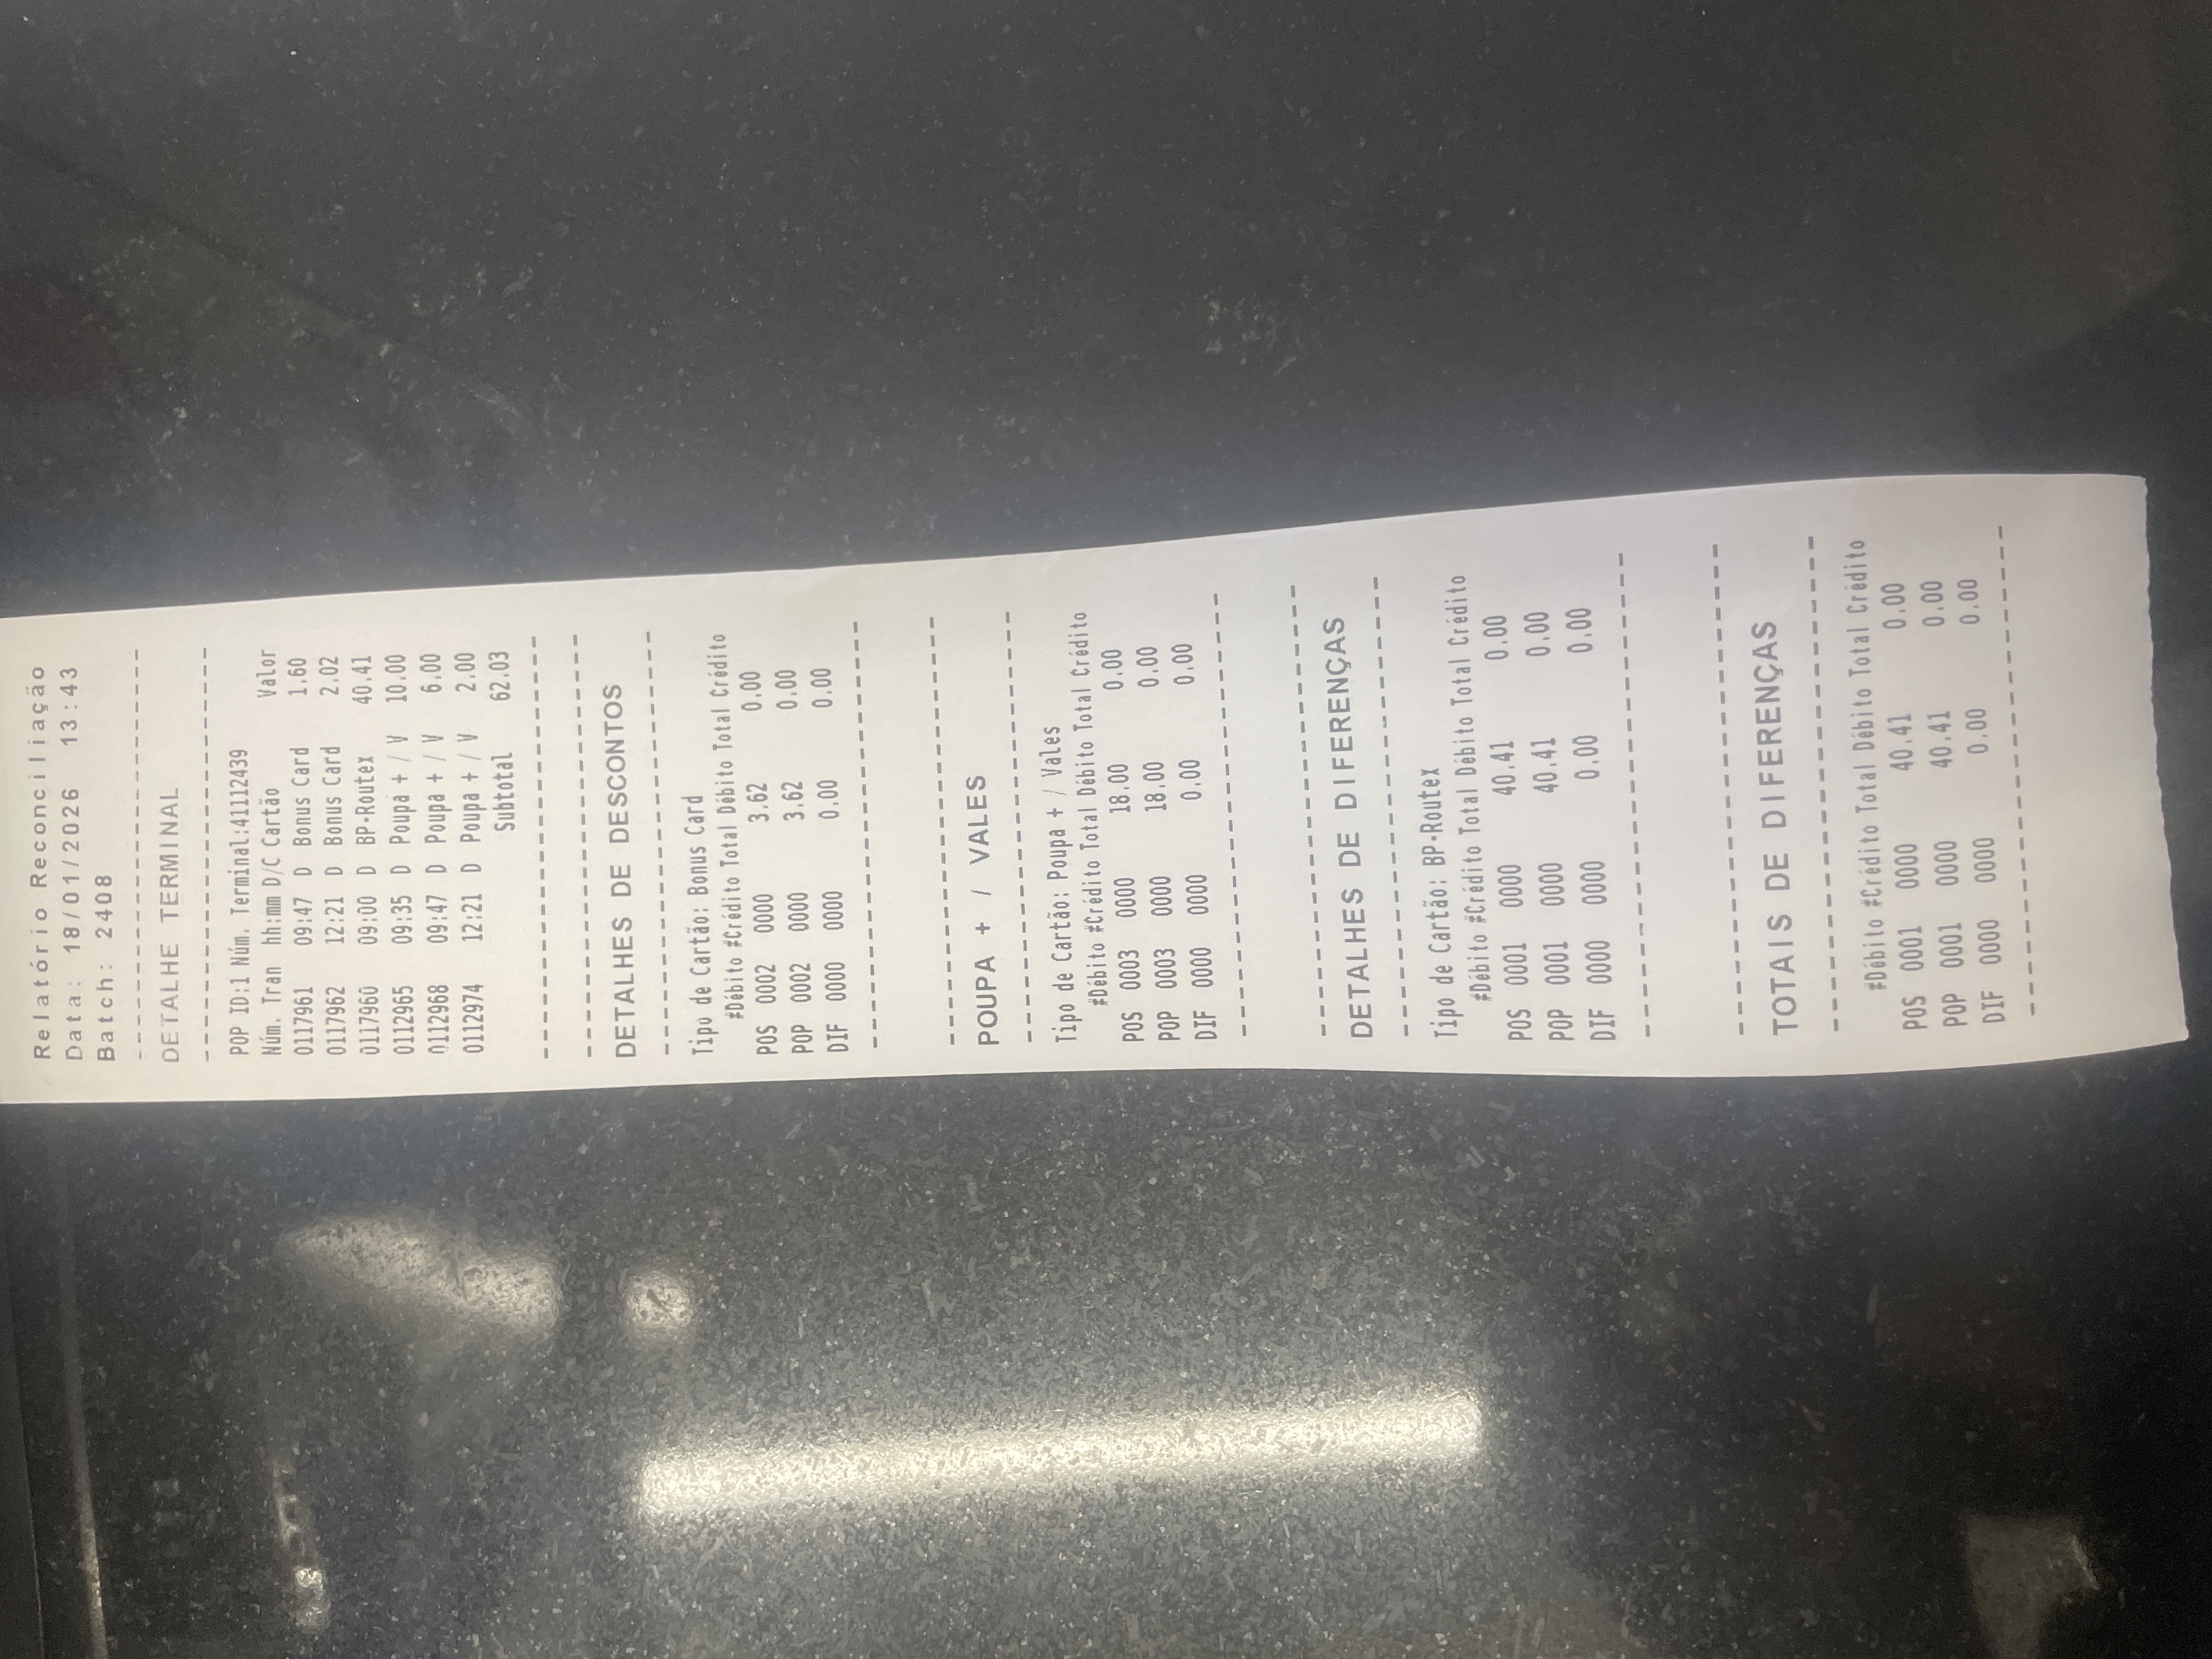 Relatório Reconciliação
Data: 18/01/2026 13:43
Batch: 2408
------------------------------
DETALHE TERMINAL
------------------------------
POP ID:1 Núm. Terminal:41112439
Núm. Tran hh:mm D/C Cartão Valor
0117961 09:47 D Bonus Card 1.60
0117962 12:21 D Bonus Card 2.02
0117960 09:00 D BP-Routex 40.41
0112965 09:35 D Poupa + / V 10.00
0112968 09:47 D Poupa + / V 6.00
0112974 12:21 D Poupa + / V 2.00
Subtotal 62.03
------------------------------
------------------------------
DETALHES DE DESCONTOS
------------------------------
Tipo de Cartão: Bonus Card
#Débito #Crédito Total Débito Total Crédito
POS 0002 0000 3.62 0.00
POP 0002 0000 3.62 0.00
DIF 0000 0000 0.00 0.00
------------------------------
------------------------------
POUPA + / VALES
------------------------------
Tipo de Cartão: Poupa + / Vales
#Débito #Crédito Total Débito Total Crédito
POS 0003 0000 18.00 0.00
POP 0003 0000 18.00 0.00
DIF 0000 0000 0.00 0.00
------------------------------
------------------------------
DETALHES DE DIFERENÇAS
------------------------------
Tipo de Cartão: BP-Routex
#Débito #Crédito Total Débito Total Crédito
POS 0001 0000 40.41 0.00
POP 0001 0000 40.41 0.00
DIF 0000 0000 0.00 0.00
------------------------------
------------------------------
TOTAIS DE DIFERENÇAS
------------------------------
#Débito #Crédito Total Débito Total Crédito
POS 0001 0000 40.41 0.00
POP 0001 0000 40.41 0.00
DIF 0000 0000 0.00 0.00
------------------------------